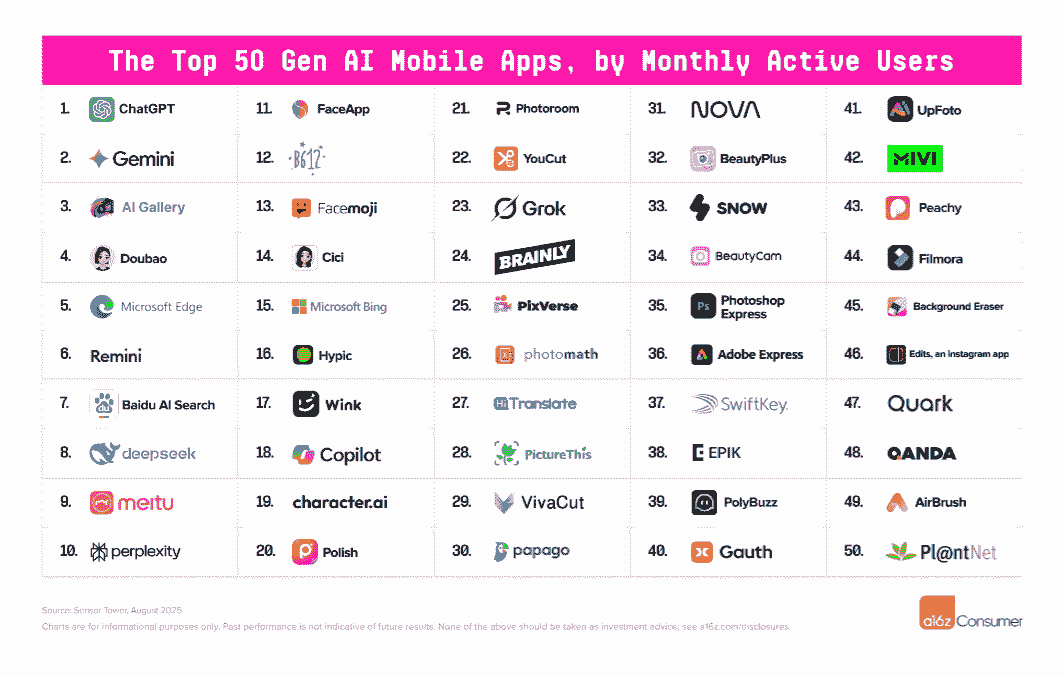 The Top 50 Gen AI Mobile Apps, by Monthly Active Users
1. ChatGPT
2. Gemini
3. AI Gallery
4. Doubao
5. Microsoft Edge
6. Remini
7. Baidu AI Search
8. deepseek
9. meitu
10. perplexity
11. FaceApp
12. B612
13. Facemoji
14. Cici
15. Microsoft Bing
16. Hypic
17. Wink
18. Copilot
19. character.ai
20. Polish
21. Photoroom
22. YouCut
23. Grok
24. BRAINLY
25. PixVerse
26. photomath
27. Hi Translate
28. PictureThis
29. VivaCut
30. papago
31. NOVA
32. BeautyPlus
33. SNOW
34. BeautyCam
35. Ps Photoshop
Express
36. Adobe Express
37. SwiftKey.
38. EPIK
39. PolyBuzz
40. Gauth
41. UpFoto
42. MIVI
43. Peachy
44. Filmora
45. Background Eraser
46. Edits, an Instagram app
47. Quark
48. QANDA
49. AirBrush
50. Pl@ntNet
Source: Sensor Tower, August 2025
Charts are for informational purposes only. Past performance is not indicative of future results. None of the above should be taken as investment advice; see a16z.com/disclosures.
a16z Consumer